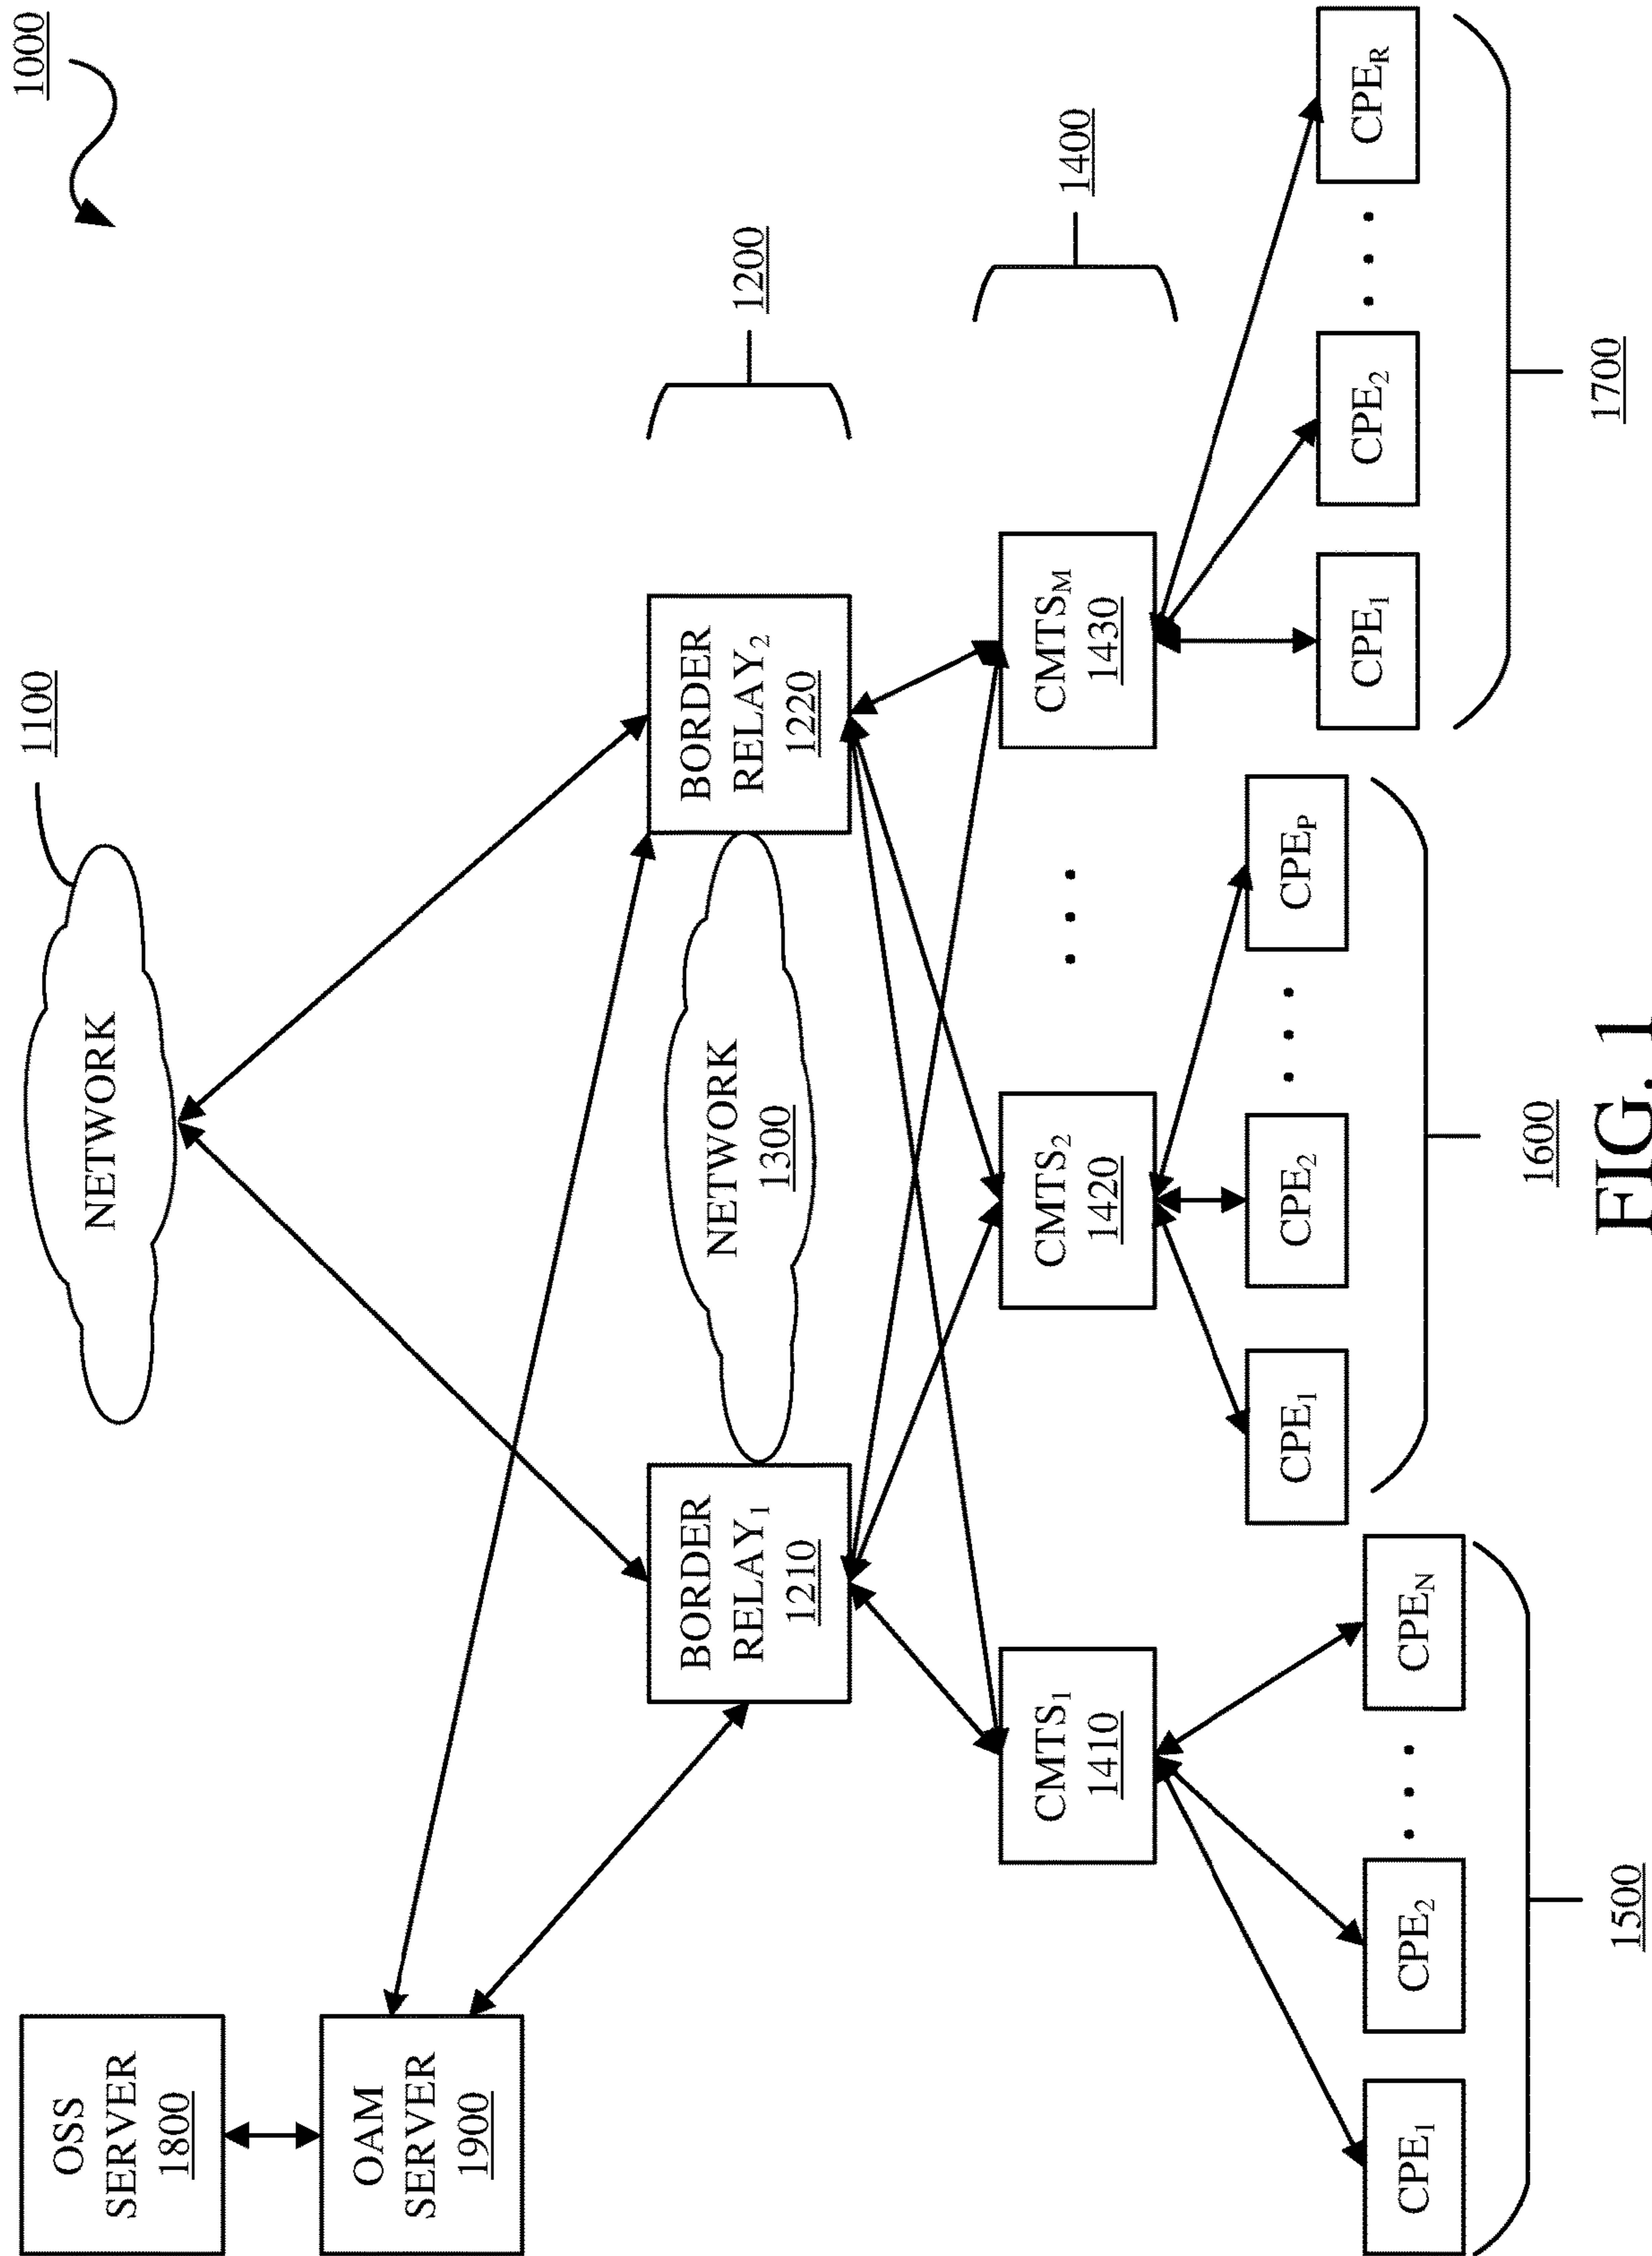 1000
OSS
SERVER
1800
NETWORK
1100
OAM
SERVER
1900
BORDER
RELAY1
1210
NETWORK
1300
BORDER
RELAY2
1220
1200
CMTS1
1410
CMTS2
1420
. . .
CMTSM
1430
1400
CPE1
CPE2
. . .
CPEN
1500
CPE1
CPE2
. . .
CPEP
1600
CPE1
CPE2
. . .
CPER
1700
FIG. 1